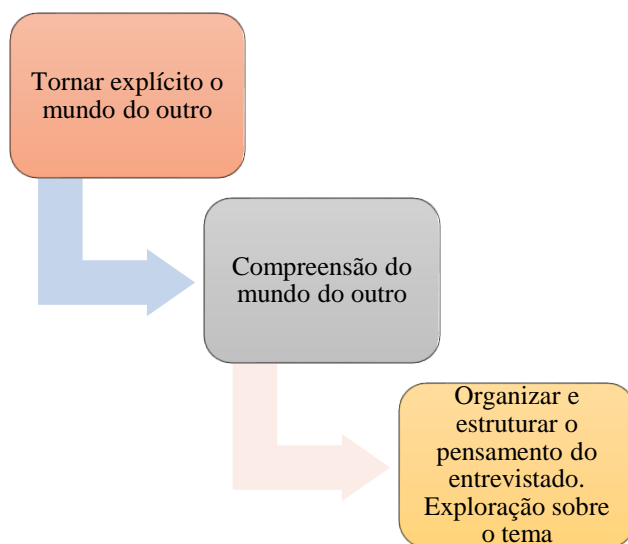 Tornar explícito o
mundo do outro
Compreensão do
mundo do outro
Organizar e
estruturar o
pensamento do
entrevistado.
Exploração sobre
o tema